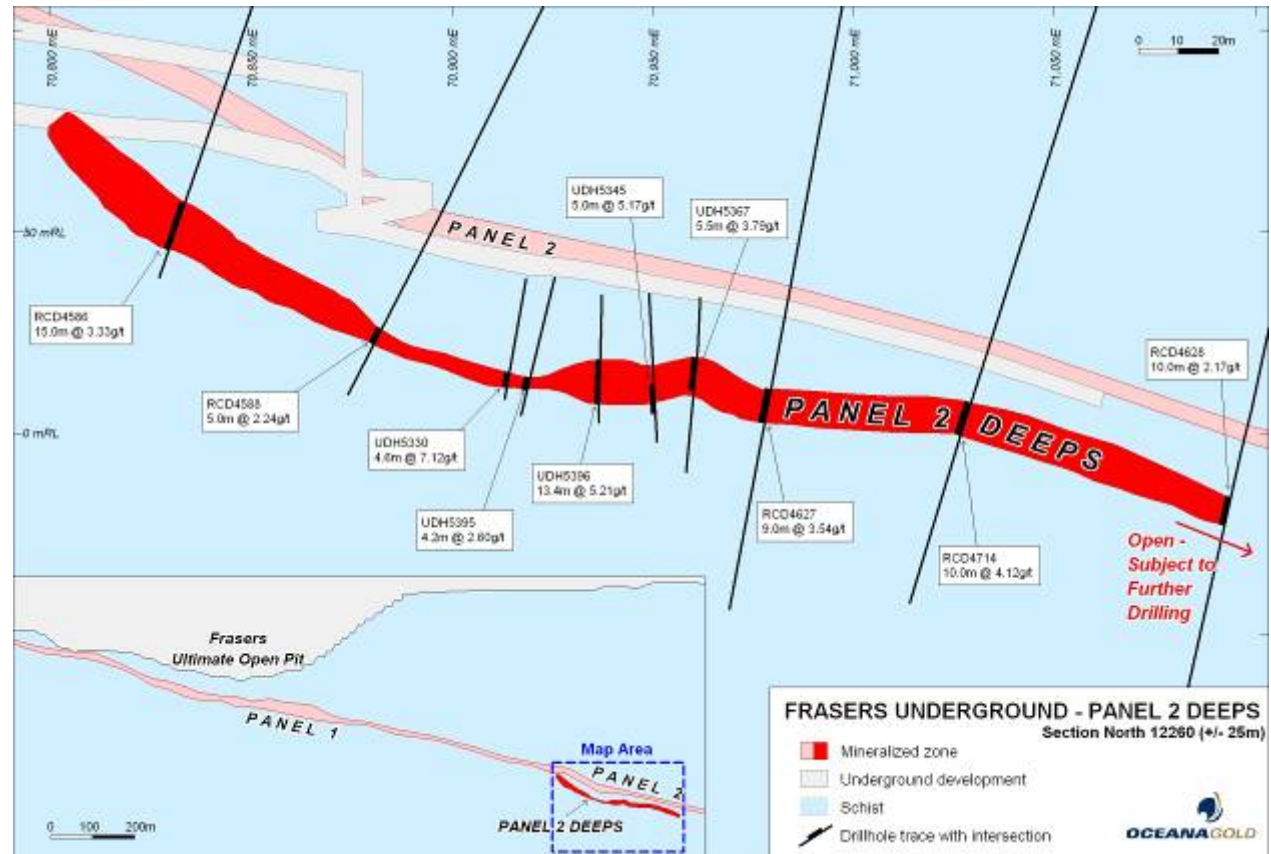 70,800 mE
70,850 mE
70,900 mE
70,950 mE
71,000 mE
71,050 mE
0 10 20m
UDH5345
5.0m @ 5.17g/t
UDH5367
5.5m @ 3.79g/t
PANEL 2
50 mRL
RCD4586
15.0m @ 3.33g/t
RCD4628
10.0m @ 2.17g/t
RCD4588
5.0m @ 2.24g/t
PANEL 2 DEEPS
0 mRL
UDH5330
4.6m @ 7.12g/t
UDH5396
13.4m @ 5.21g/t
UDH5395
4.2m @ 2.80g/t
RCD4627
9.0m @ 3.54g/t
RCD4714
10.0m @ 4.12g/t
Open -
Subject to
Further
Drilling
Frasers
Ultimate Open Pit
PANEL 1
Map Area
PANEL 2
PANEL 2 DEEPS
0 100 200m
FRASERS UNDERGROUND - PANEL 2 DEEPS
Section North 12260 (+/- 25m)
Mineralized zone
Underground development
Schist
Drillhole trace with intersection
OCEANAGOLD